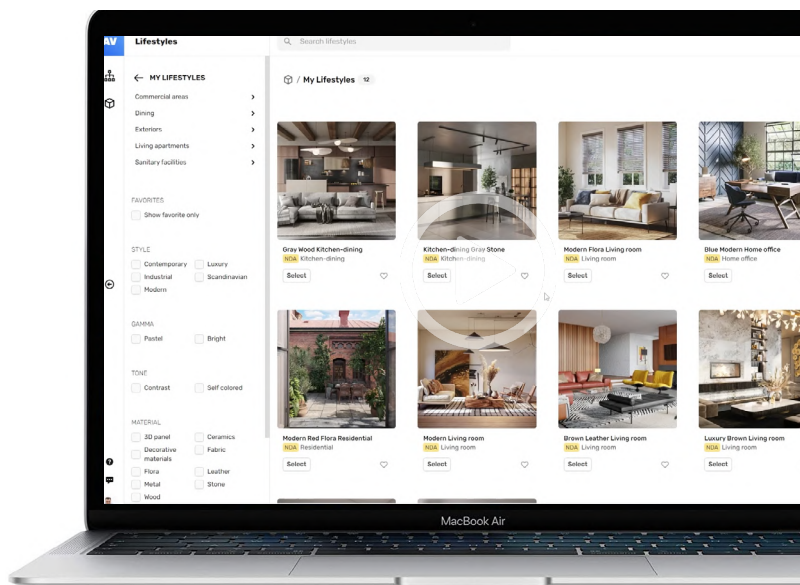 AV
Lifestyles
Search lifestyles
MY LIFESTYLES
Commercial areas
Dining
Exteriors
Living apartments
Sanitary facilities
FAVORITES
Show favorite only
STYLE
Contemporary Luxury
Industrial Scandinavian
Modern
GAMMA
Pastel Bright
TONE
Contrast Self colored
MATERIAL
3D panel Ceramics
Decorative materials Fabric
Flora Leather
Metal Stone
Wood
/ My Lifestyles 12
Gray Wood Kitchen-dining
NDA Kitchen-dining
Select
Kitchen-dining Gray Stone
NDA Kitchen-dining
Select
Modern Flora Living room
NDA Living room
Select
Blue Modern Home office
NDA Home office
Select
Modern Red Flora Residential
NDA Residential
Select
Modern Living room
NDA Living room
Select
Brown Leather Living room
NDA Living room
Select
Luxury Brown Living room
NDA Living room
Select
MacBook Air